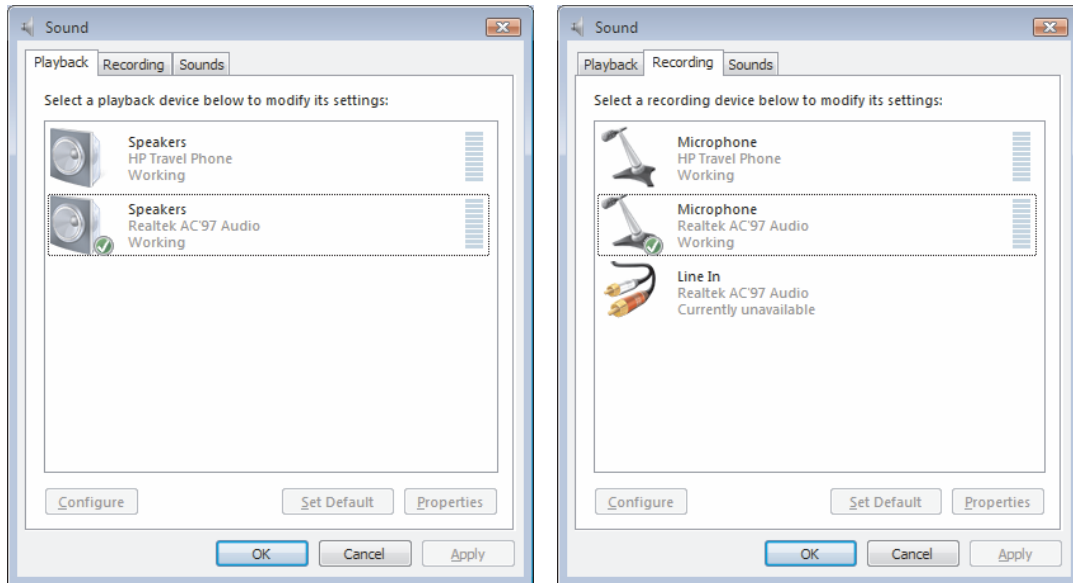 Sound
Playback Recording Sounds
Select a playback device below to modify its settings:
Speakers
HP Travel Phone
Working
Speakers
Realtek AC'97 Audio
Working
Configure Set Default Properties
OK Cancel Apply
Sound
Playback Recording Sounds
Select a recording device below to modify its settings:
Microphone
HP Travel Phone
Working
Microphone
Realtek AC'97 Audio
Working
Line In
Realtek AC'97 Audio
Currently unavailable
Configure Set Default Properties
OK Cancel Apply